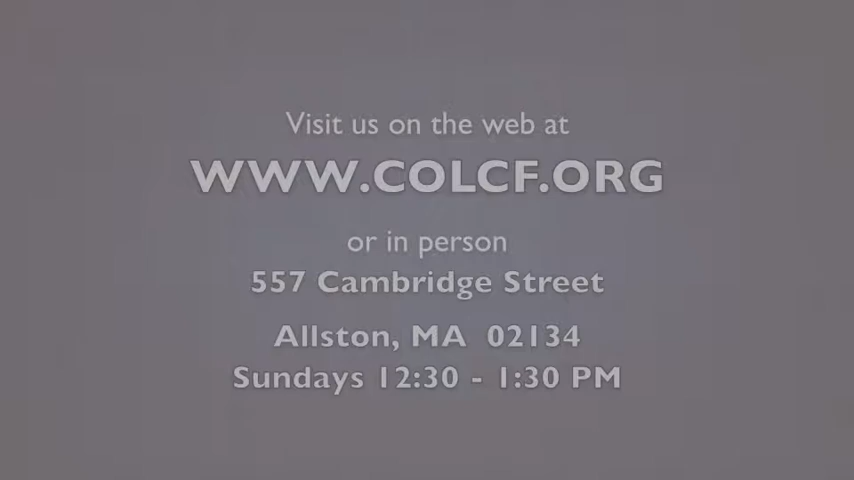 Visit us on the web at
WWW.COLCF.ORG
or in person
557 Cambridge Street
Allston, MA 02134
Sundays 12:30 - 1:30 PM